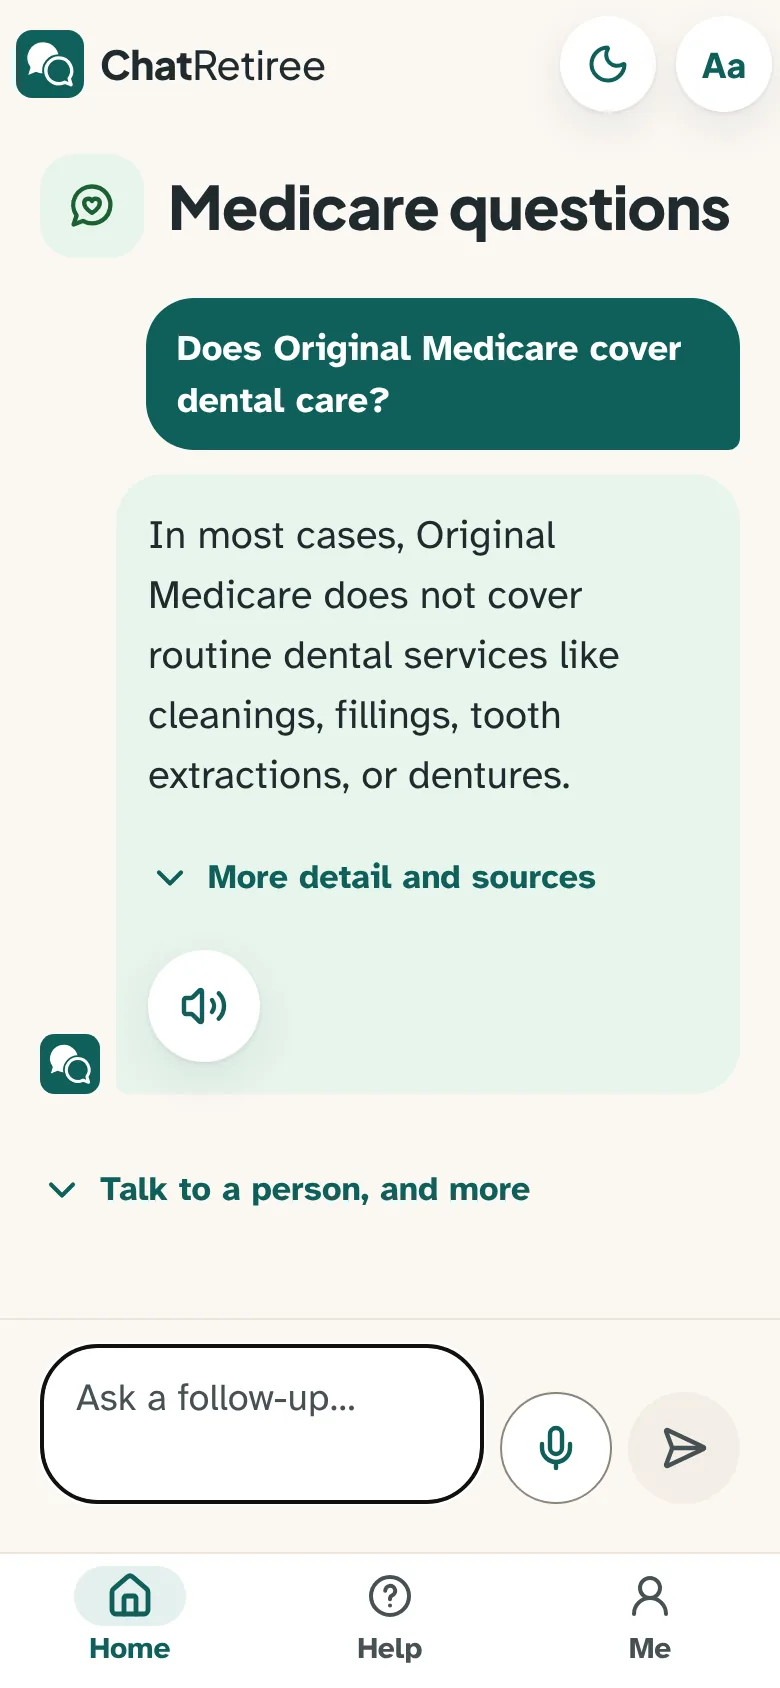 ChatRetiree
Aa
Medicare questions
Does Original Medicare cover
dental care?
In most cases, Original
Medicare does not cover
routine dental services like
cleanings, fillings, tooth
extractions, or dentures.
More detail and sources
Talk to a person, and more
Ask a follow-up...
Home
Help
Me